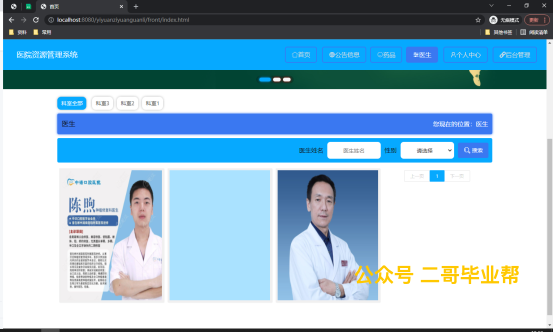 首页
localhost:8080/yiyuanziyuanguanli/front/index.html
无痕模式
更新
资料
常用
其他书签
阅读清单
医院资源管理系统
首页
公告信息
药品
医生
个人中心
后台管理
科室全部
科室3
科室2
科室1
医生
您现在的位置：医生
医生姓名
医生姓名
性别
请选择
搜索
上一页
1
下一页
陈煦
公众号 二哥毕业帮